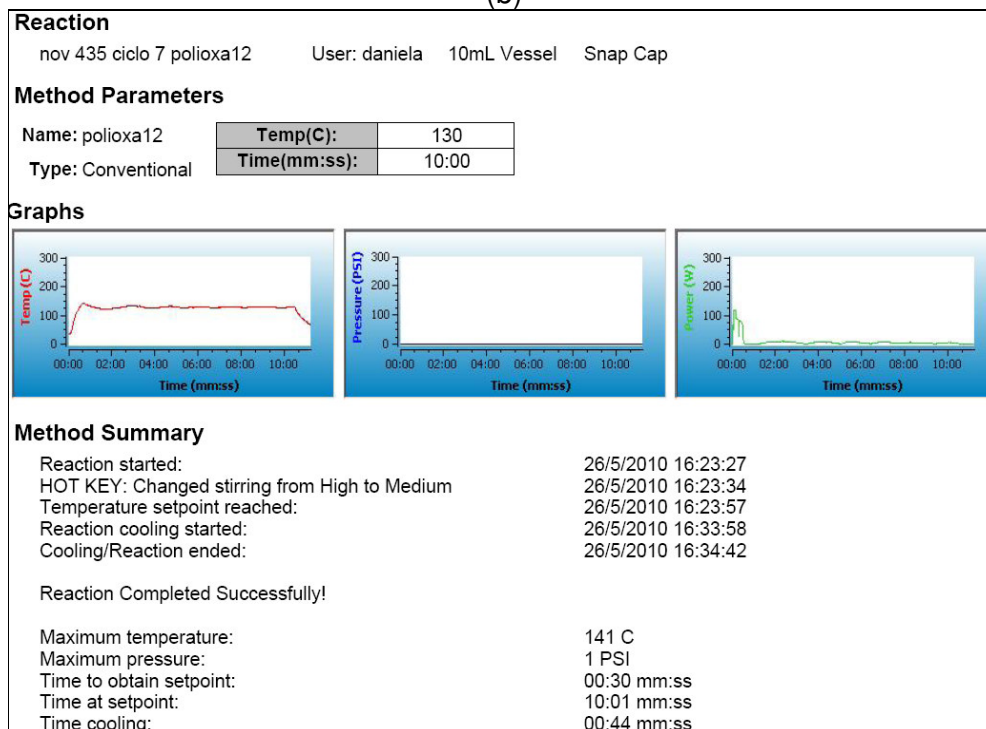 (b)
Reaction
nov 435 ciclo 7 polioxa12 User: daniela 10mL Vessel Snap Cap
Method Parameters
Name: polioxa12 Temp(C): 130
Type: Conventional Time(mm:ss): 10:00
Graphs
Temp (C)
300
200
100
0
00:00 02:00 04:00 06:00 08:00 10:00
Time (mm:ss)
Pressure (PSI)
300
200
100
0
00:00 02:00 04:00 06:00 08:00 10:00
Time (mm:ss)
Power (W)
300
200
100
0
00:00 02:00 04:00 06:00 08:00 10:00
Time (mm:ss)
Method Summary
Reaction started: 26/5/2010 16:23:27
HOT KEY: Changed stirring from High to Medium 26/5/2010 16:23:34
Temperature setpoint reached: 26/5/2010 16:23:57
Reaction cooling started: 26/5/2010 16:33:58
Cooling/Reaction ended: 26/5/2010 16:34:42
Reaction Completed Successfully!
Maximum temperature: 141 C
Maximum pressure: 1 PSI
Time to obtain setpoint: 00:30 mm:ss
Time at setpoint: 10:01 mm:ss
Time cooling: 00:44 mm:ss